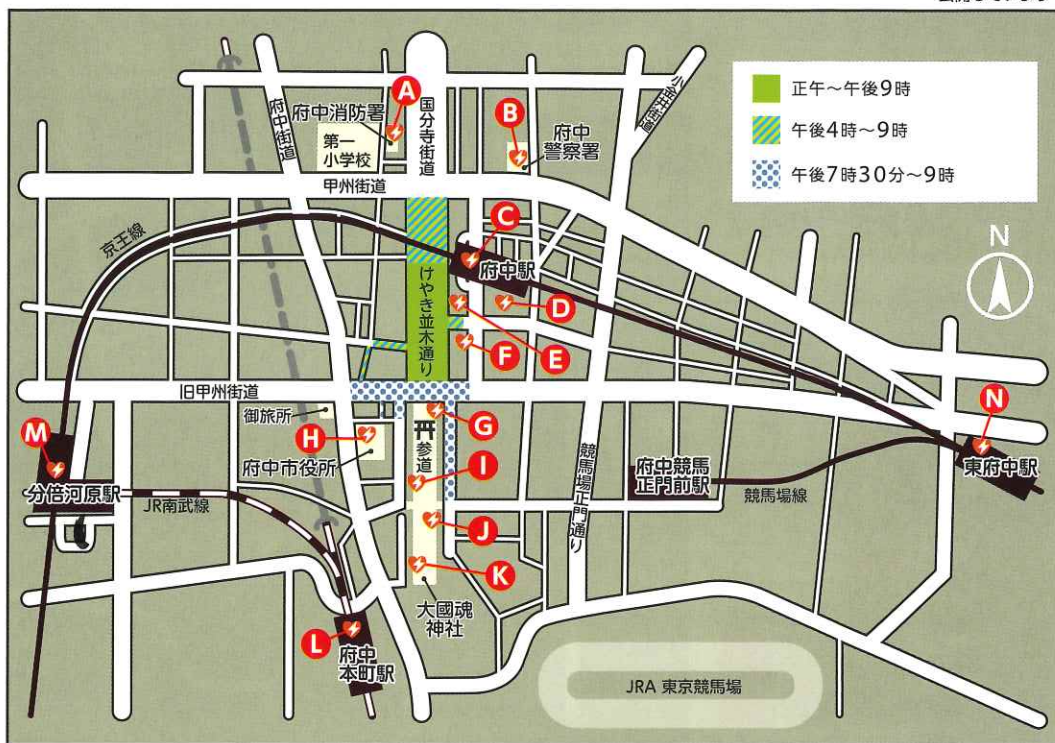 正午～午後9時
午後4時～9時
午後7時30分～9時
N
小金井街道
A
府中消防署
第一
小学校
国分寺街道
B
府中
警察署
府中街道
甲州街道
京王線
C
府中駅
けやき並木通り
D
E
F
旧甲州街道
御旅所
G
H
府中市役所
参道
I
J
K
大國魂
神社
M
分倍河原駅
JR南武線
L
府中
本町駅
競馬場正門通り
府中競馬
正門前駅
競馬場線
N
東府中駅
JRA 東京競馬場